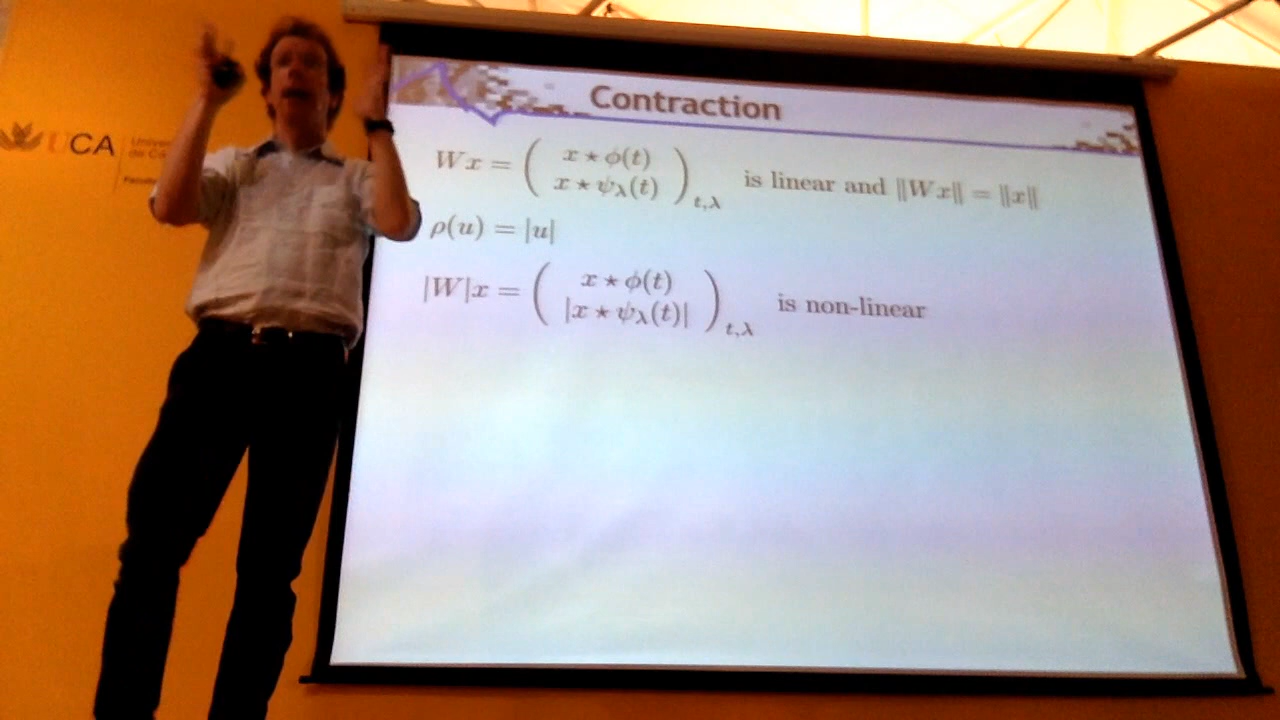 UCA
Contraction
Wx = ( x ⋆ φ(t) x ⋆ ψ_λ(t) )_{t,λ} is linear and ‖Wx‖ = ‖x‖
ρ(u) = |u|
|W|x = ( x ⋆ φ(t) |x ⋆ ψ_λ(t)| )_{t,λ} is non-linear